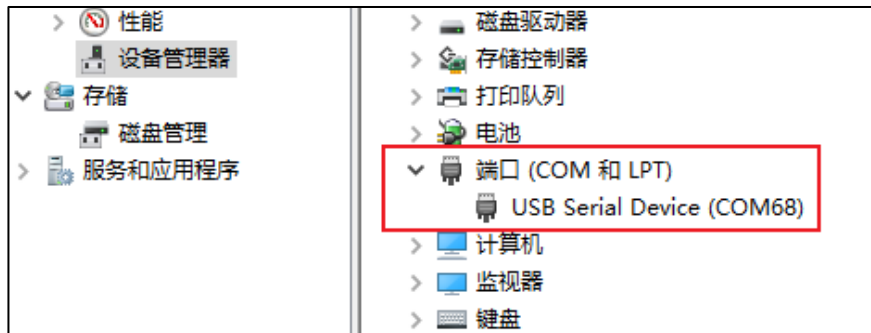 性能
设备管理器
存储
磁盘管理
服务和应用程序
磁盘驱动器
存储控制器
打印队列
电池
端口 (COM 和 LPT)
USB Serial Device (COM68)
计算机
监视器
键盘